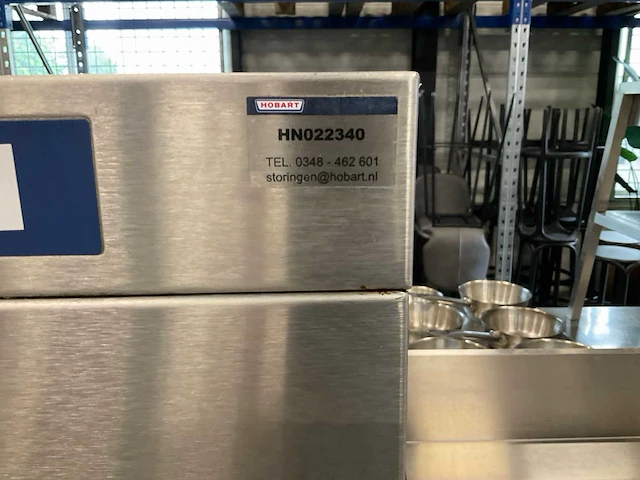 HOBART
HN022340
TEL. 0348 - 462 601
storingen@hobart.nl